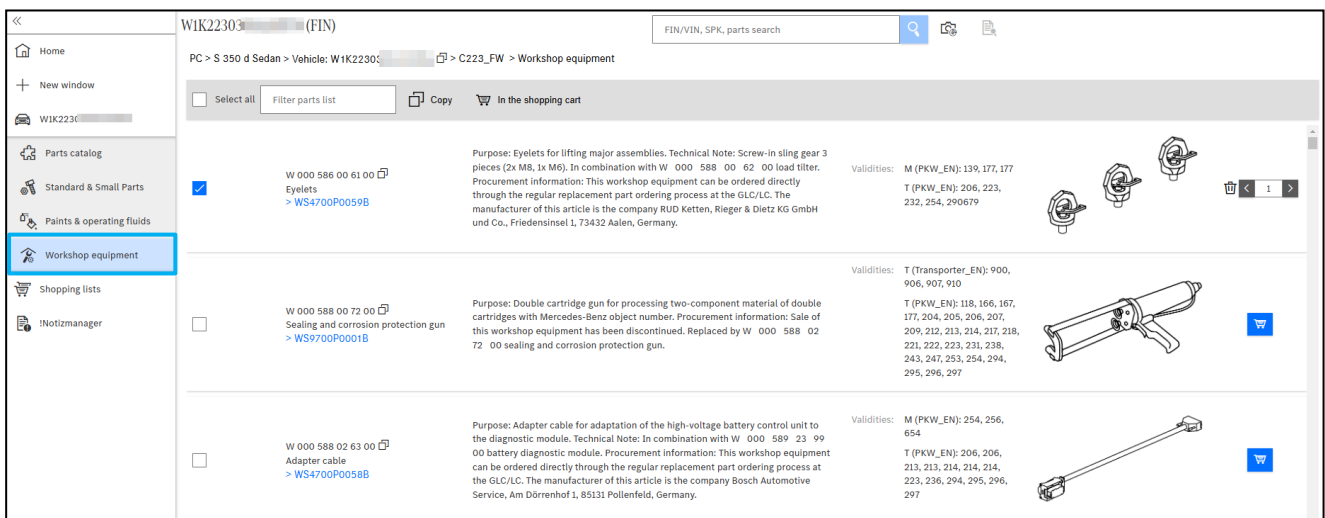 «
W1K22303 (FIN)
FIN/VIN, SPK, parts search
Home
PC > S 350 d Sedan > Vehicle: W1K22303 > C223_FW > Workshop equipment
New window
Select all
Filter parts list
Copy
In the shopping cart
W1K223
Parts catalog
Standard & Small Parts
Paints & operating fluids
Workshop equipment
Shopping lists
!Notizmanager
W 000 586 00 61 00
Eyelets
> WS4700P0059B
Purpose: Eyelets for lifting major assemblies. Technical Note: Screw-in sling gear 3
pieces (2x M8, 1x M6). In combination with W 000 588 00 62 00 load tilter.
Procurement information: This workshop equipment can be ordered directly
through the regular replacement part ordering process at the GLC/LC. The
manufacturer of this article is the company RUD Ketten, Rieger & Dietz KG GmbH
und Co., Friedensinsel 1, 73432 Aalen, Germany.
Validities: M (PKW_EN): 139, 177, 177
T (PKW_EN): 206, 223,
232, 254, 290679
< 1 >
W 000 588 00 72 00
Sealing and corrosion protection gun
> WS9700P0001B
Purpose: Double cartridge gun for processing two-component material of double
cartridges with Mercedes-Benz object number. Procurement information: Sale of
this workshop equipment has been discontinued. Replaced by W 000 588 02
72 00 sealing and corrosion protection gun.
Validities: T (Transporter_EN): 900,
906, 907, 910
T (PKW_EN): 118, 166, 167,
177, 204, 205, 206, 207,
209, 212, 213, 214, 217, 218,
221, 222, 223, 231, 238,
243, 247, 253, 254, 294,
295, 296, 297
W 000 588 02 63 00
Adapter cable
> WS4700P0058B
Purpose: Adapter cable for adaptation of the high-voltage battery control unit to
the diagnostic module. Technical Note: In combination with W 000 589 23 99
00 battery diagnostic module. Procurement information: This workshop equipment
can be ordered directly through the regular replacement part ordering process at
the GLC/LC. The manufacturer of this article is the company Bosch Automotive
Service, Am Dörrenhof 1, 85131 Pollenfeld, Germany.
Validities: M (PKW_EN): 254, 256,
654
T (PKW_EN): 206, 206,
213, 213, 214, 214, 214,
223, 236, 294, 295, 296,
297